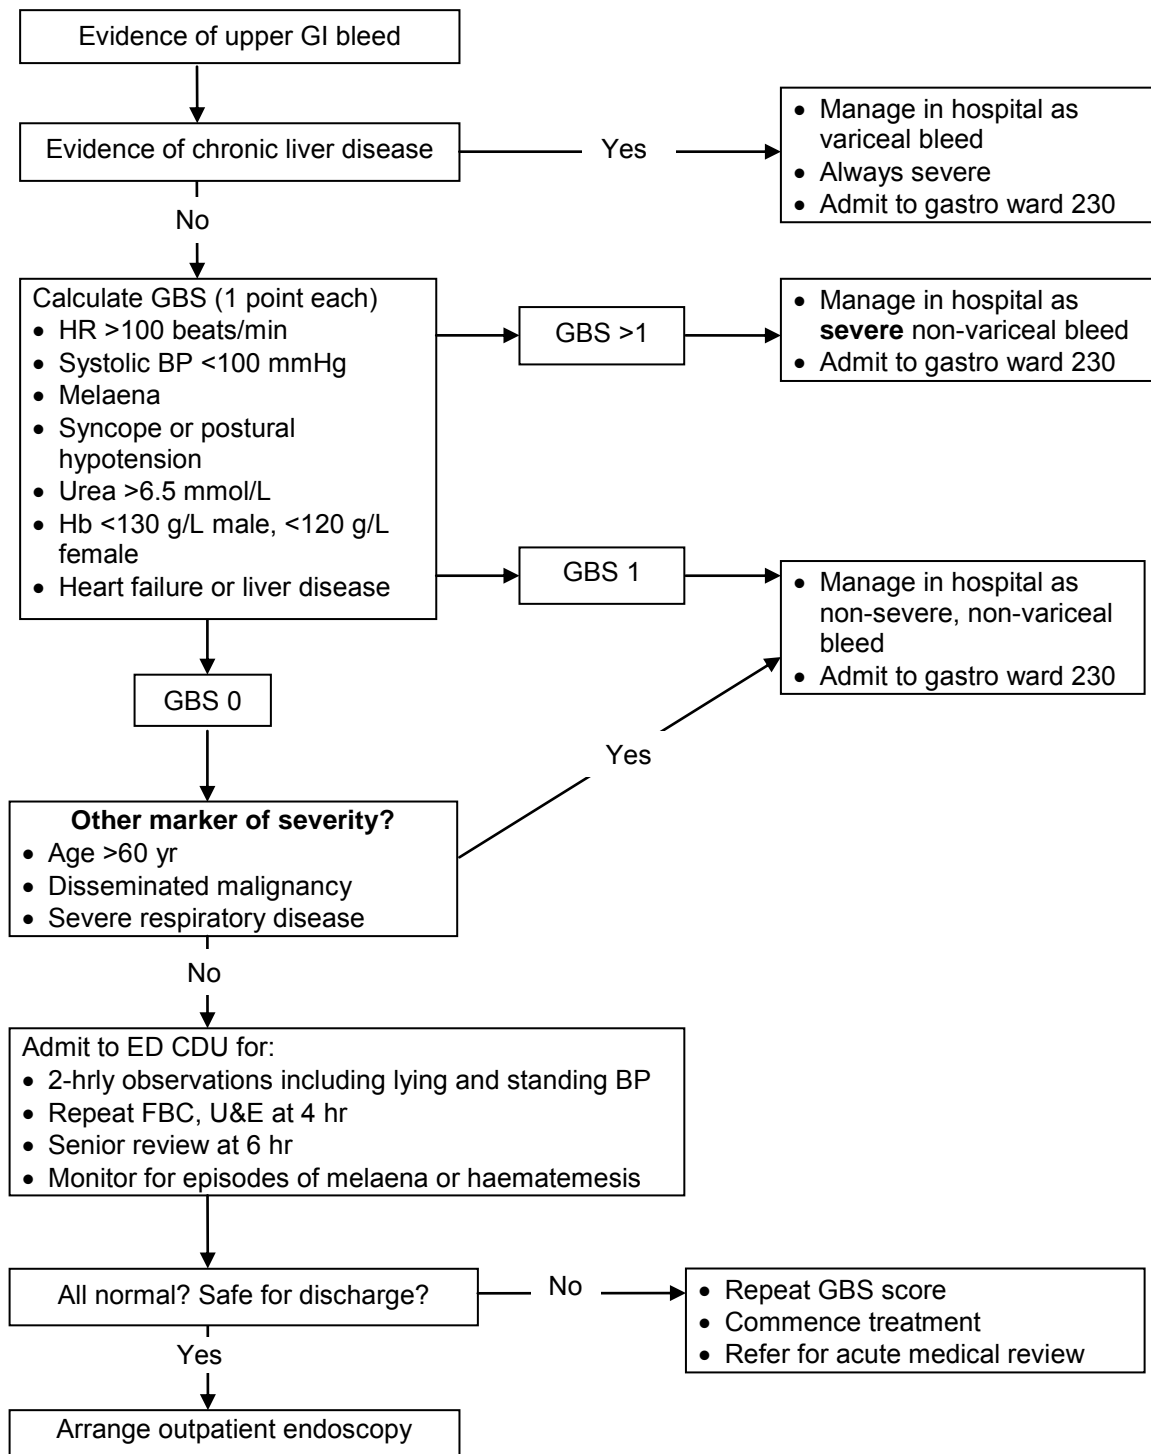 Evidence of upper GI bleed
Evidence of chronic liver disease
Yes
• Manage in hospital as
variceal bleed
• Always severe
• Admit to gastro ward 230
No
Calculate GBS (1 point each)
• HR >100 beats/min
• Systolic BP <100 mmHg
• Melaena
• Syncope or postural
hypotension
• Urea >6.5 mmol/L
• Hb <130 g/L male, <120 g/L
female
• Heart failure or liver disease
GBS >1
• Manage in hospital as
severe non-variceal bleed
• Admit to gastro ward 230
GBS 1
• Manage in hospital as
non-severe, non-variceal
bleed
• Admit to gastro ward 230
GBS 0
Yes
Other marker of severity?
• Age >60 yr
• Disseminated malignancy
• Severe respiratory disease
No
Admit to ED CDU for:
• 2-hrly observations including lying and standing BP
• Repeat FBC, U&E at 4 hr
• Senior review at 6 hr
• Monitor for episodes of melaena or haematemesis
All normal? Safe for discharge?
No
• Repeat GBS score
• Commence treatment
• Refer for acute medical review
Yes
Arrange outpatient endoscopy